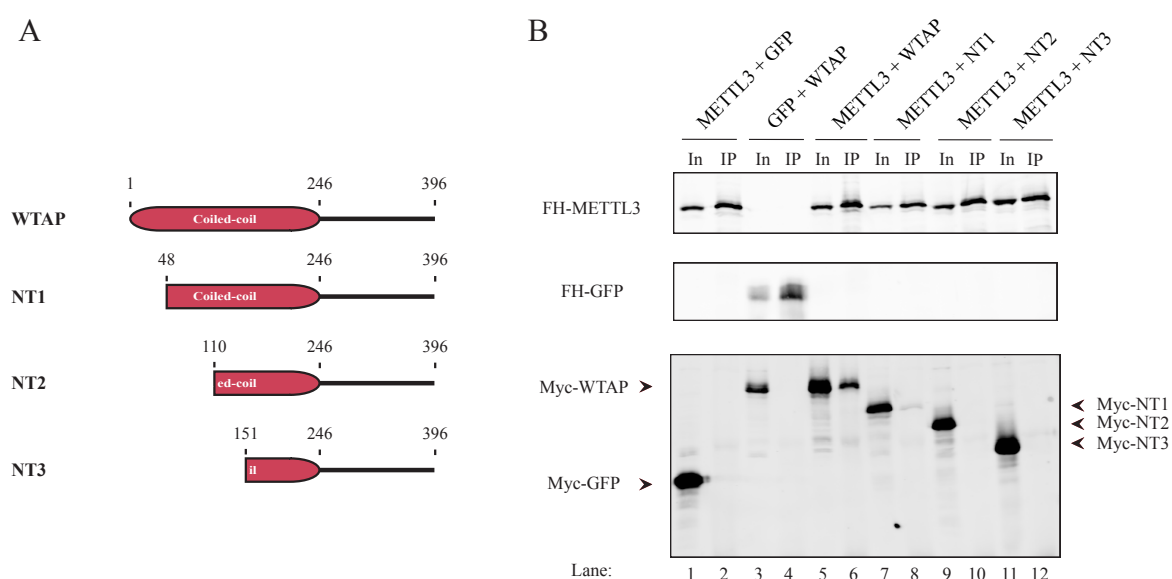 A
1 246 396
WTAP Coiled-coil
48 246 396
NT1 Coiled-coil
110 246 396
NT2 ed-coil
151 246 396
NT3 il
B
METTL3 + GFP
GFP + WTAP
METTL3 + WTAP
METTL3 + NT1
METTL3 + NT2
METTL3 + NT3
In IP In IP In IP In IP In IP In IP
FH-METTL3
FH-GFP
Myc-WTAP
Myc-NT1
Myc-NT2
Myc-NT3
Myc-GFP
Lane: 1 2 3 4 5 6 7 8 9 10 11 12